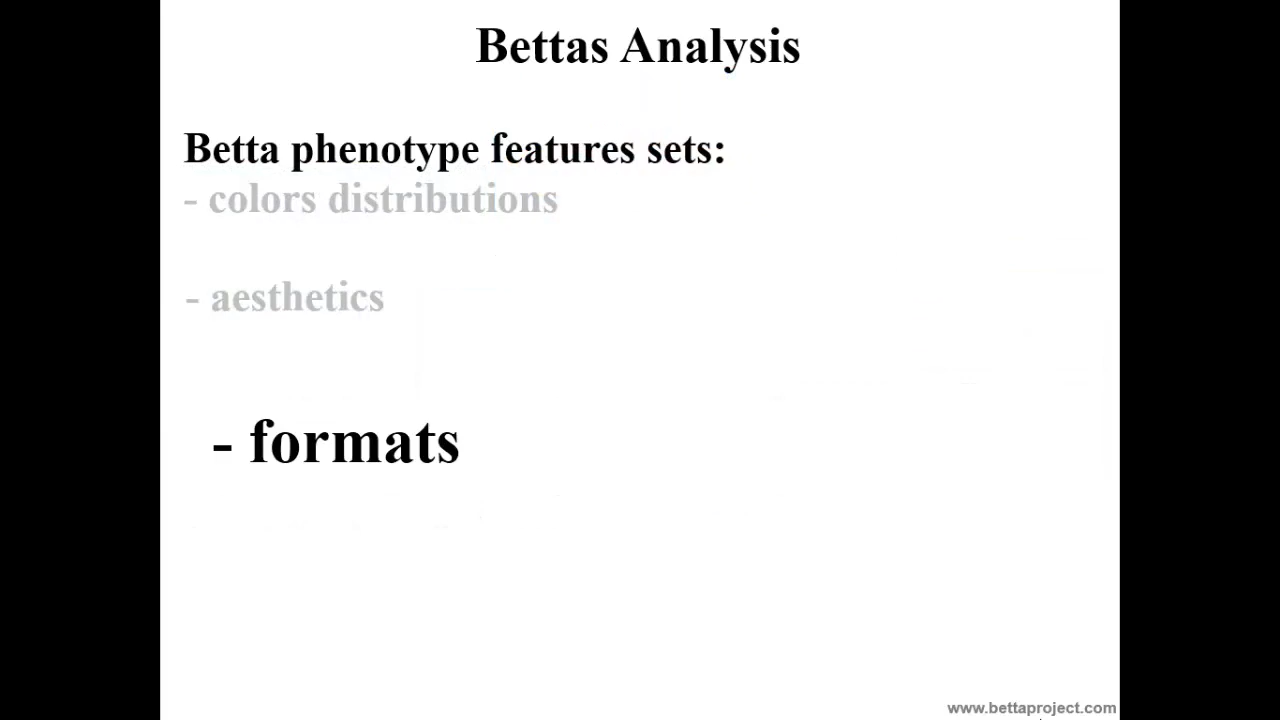 Bettas Analysis
Betta phenotype features sets:
- colors distributions
- aesthetics
- formats
www.bettaproject.com